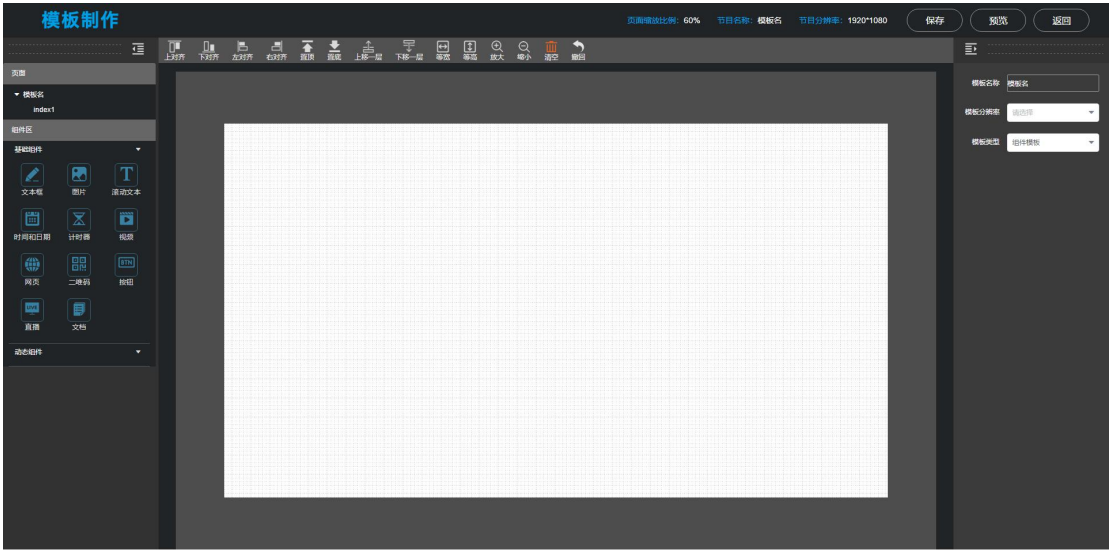 模板制作
页面缩放比例: 60% 节目名称: 模板名 节目分辨率: 1920*1080
保存 预览 返回
上对齐 下对齐 左对齐 右对齐 置顶 置底 上移一层 下移一层 等宽 等高 放大 缩小 清空 撤回
页面
模板名
index1
组件区
基础组件
T
文本框 图片 滚动文本
时间和日期 计时器 视频
BTN
网页 二维码 按钮
LIVE
直播 文档
动态组件
模板名称 模板名
模板分辨率 请选择
模板类型 组件模板